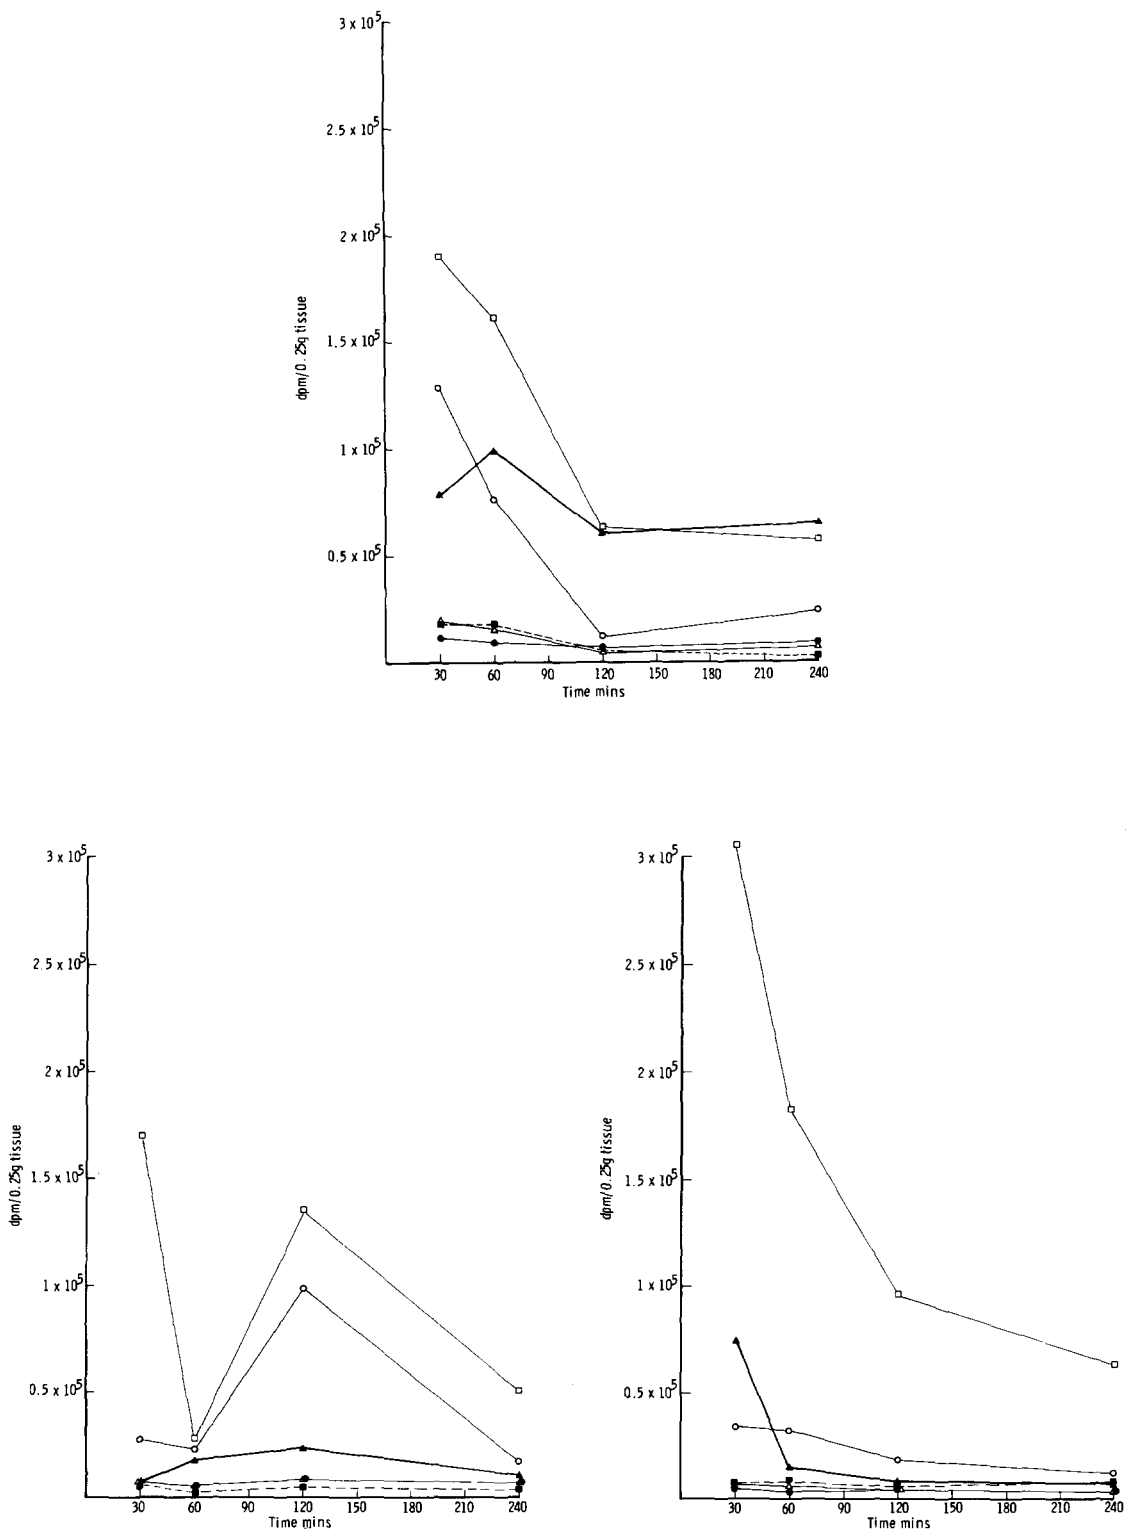 3 x 10⁵
2.5 x 10⁵
2 x 10⁵
1.5 x 10⁵
1 x 10⁵
0.5 x 10⁵
dpm/0.25g tissue
30 60 90 120 150 180 210 240
Time mins
3 x 10⁵
2.5 x 10⁵
2 x 10⁵
1.5 x 10⁵
1 x 10⁵
0.5 x 10⁵
dpm/0.25g tissue
30 60 90 120 150 180 210 240
Time mins
3 x 10⁵
2.5 x 10⁵
2 x 10⁵
1.5 x 10⁵
1 x 10⁵
0.5 x 10⁵
dpm/0.25g tissue
30 60 90 120 150 180 210 240
Time mins